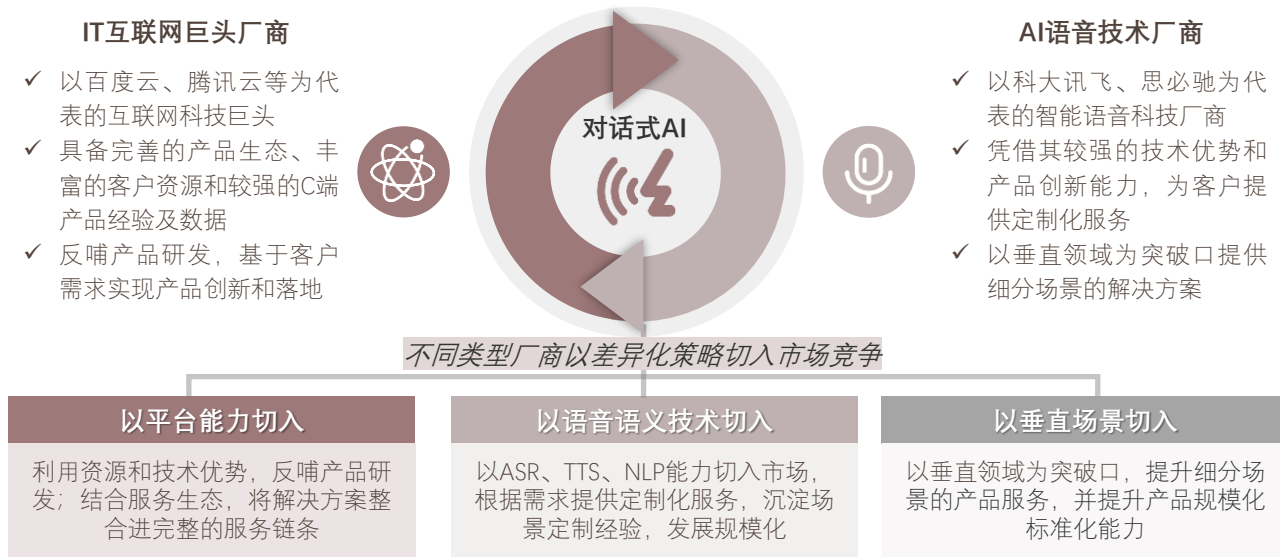 IT互联网巨头厂商
✓ 以百度云、腾讯云等为代
表的互联网科技巨头
✓ 具备完善的产品生态、丰
富的客户资源和较强的C端
产品经验及数据
✓ 反哺产品研发，基于客户
需求实现产品创新和落地
对话式AI
AI语音技术厂商
✓ 以科大讯飞、思必驰为代
表的智能语音科技厂商
✓ 凭借其较强的技术优势和
产品创新能力，为客户提
供定制化服务
✓ 以垂直领域为突破口提供
细分场景的解决方案
不同类型厂商以差异化策略切入市场竞争
以平台能力切入
利用资源和技术优势，反哺产品研
发；结合服务生态，将解决方案整
合进完整的服务链条
以语音语义技术切入
以ASR、TTS、NLP能力切入市场，
根据需求提供定制化服务，沉淀场
景定制经验，发展规模化
以垂直场景切入
以垂直领域为突破口，提升细分场
景的产品服务，并提升产品规模化
标准化能力